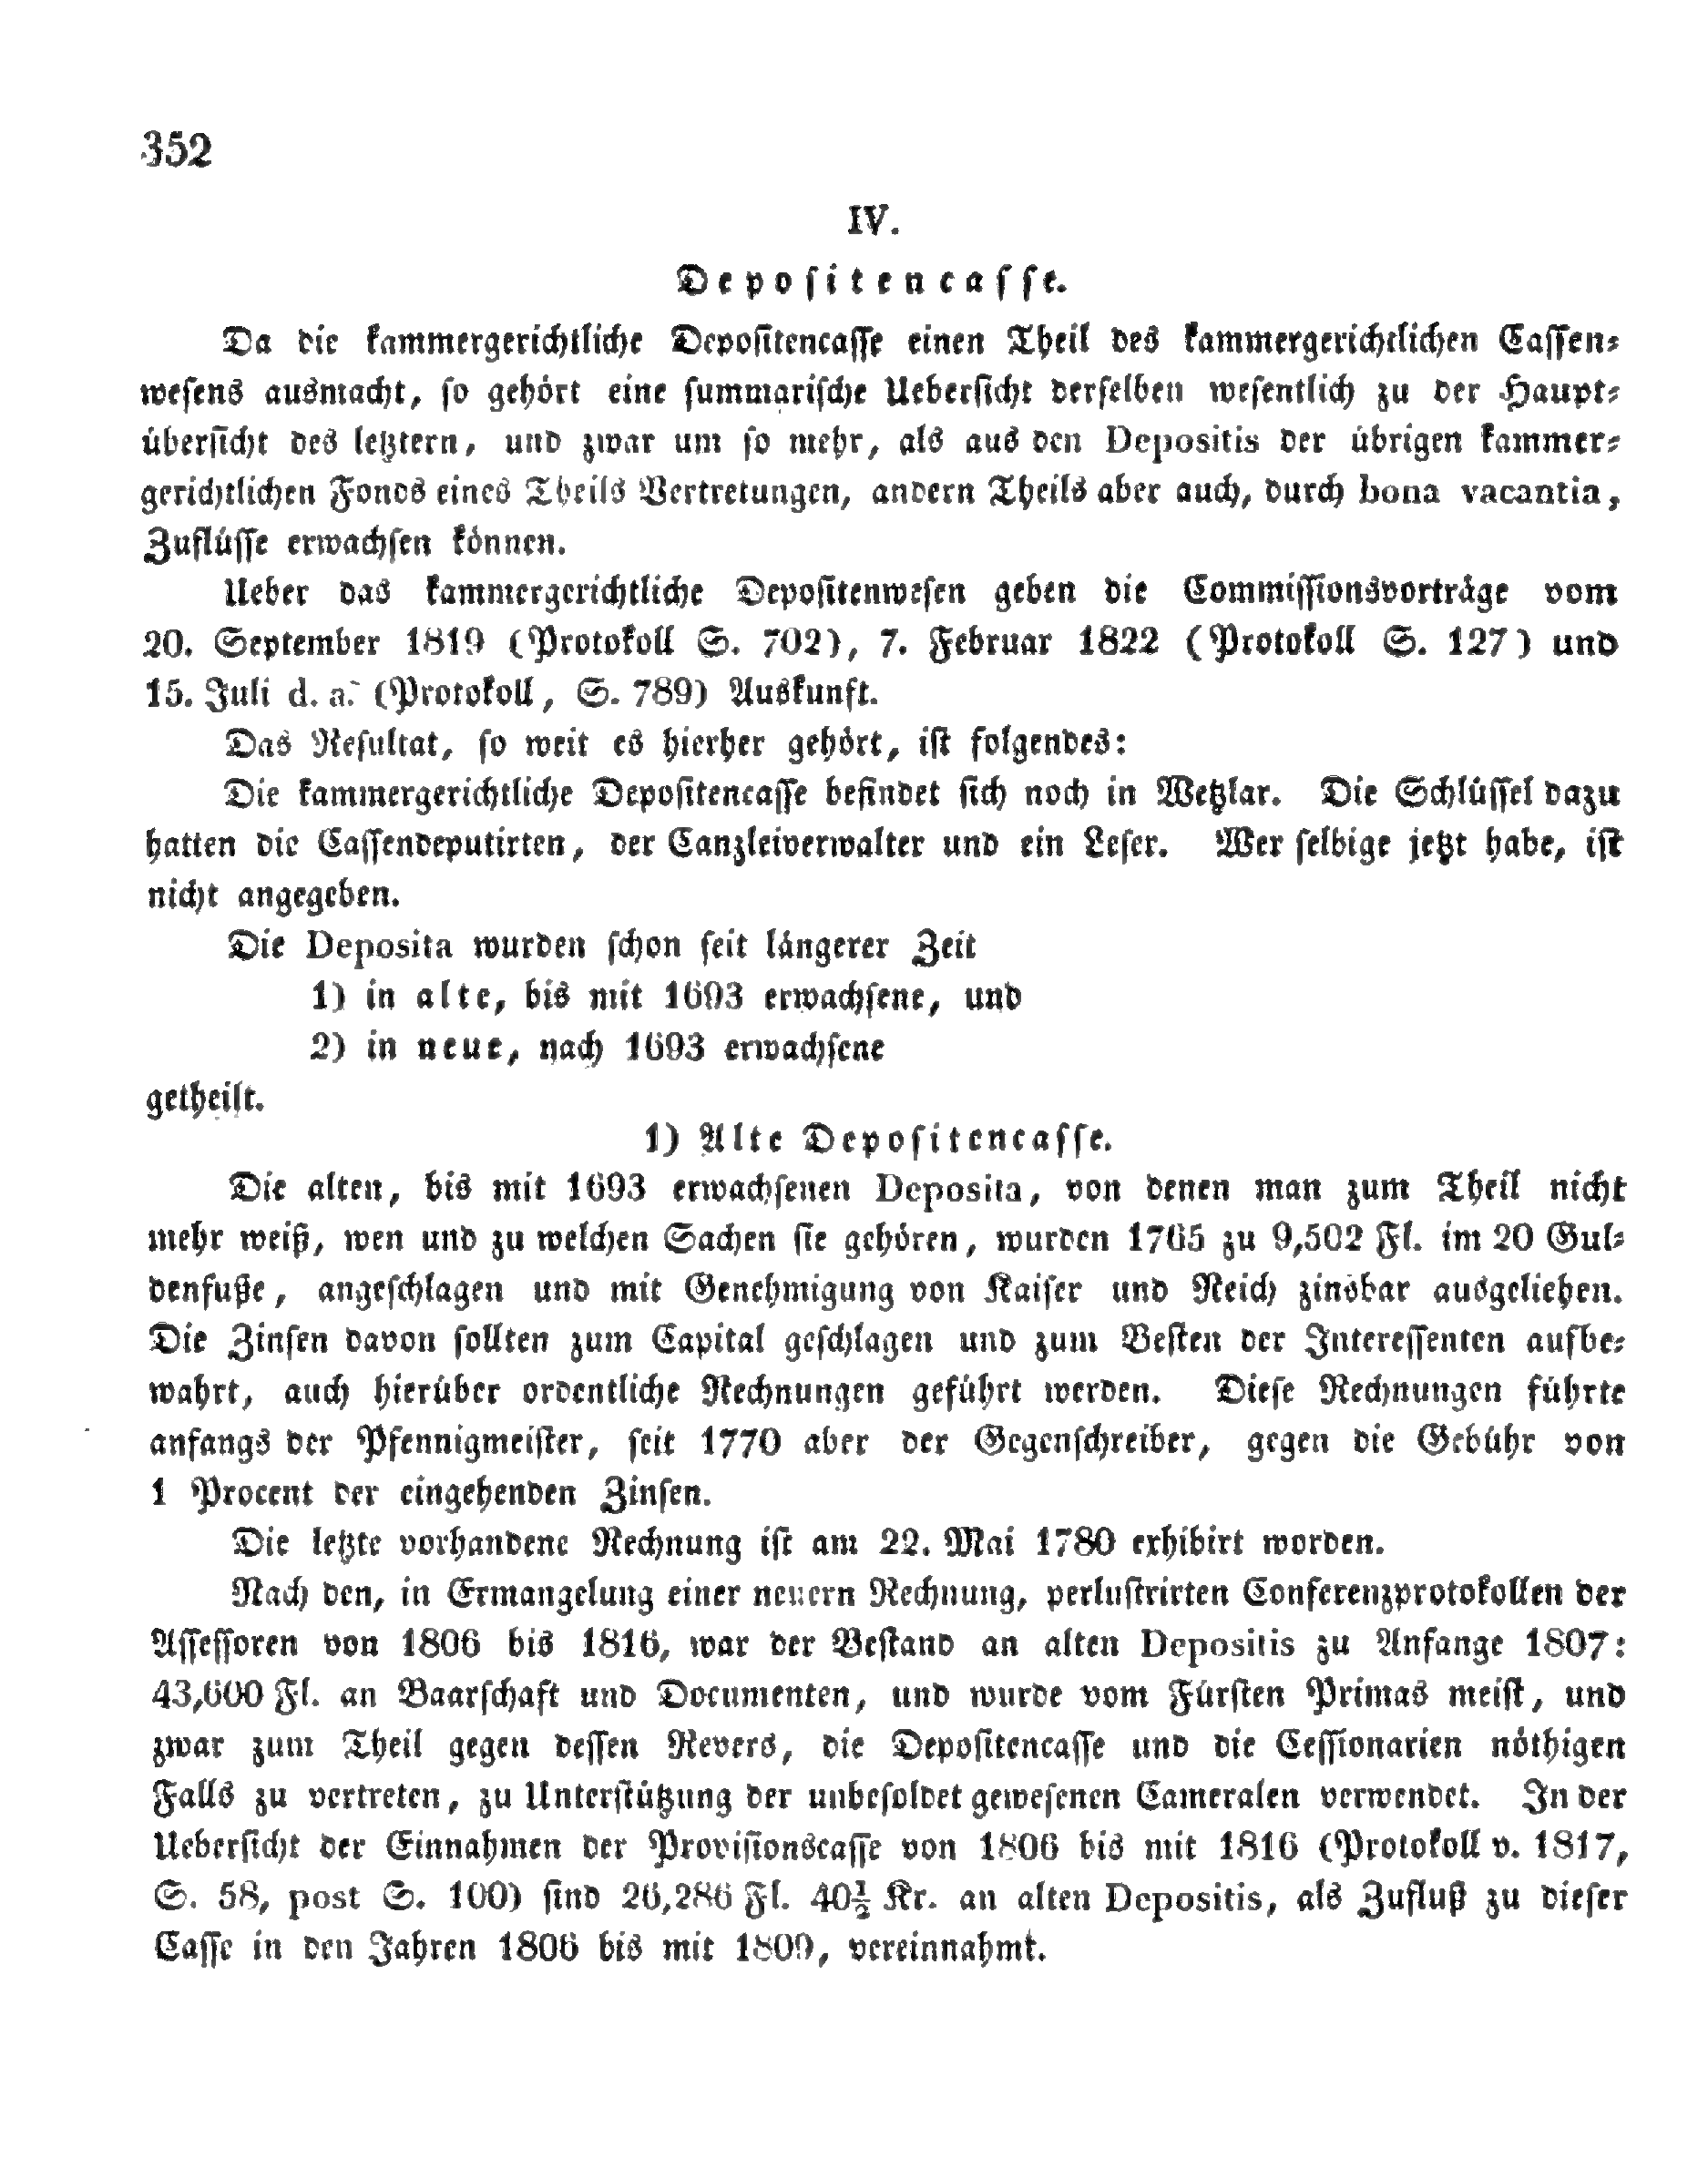 352
IV.
Depositencasse.
Da die kammergerichtliche Depositencasse einen Theil des kammergerichtlichen Cassen-
wesens ausmacht, so gehört eine summarische Uebersicht derselben wesentlich zu der Haupt-
übersicht des letztern, und zwar um so mehr, als aus den Depositis der übrigen kammer-
gerichtlichen Fonds eines Theils Vertretungen, andern Theils aber auch, durch bona vacantia,
Zuflüsse erwachsen können.
Ueber das kammergerichtliche Depositenwesen geben die Commissionsvorträge vom
20. September 1819 (Protokoll S. 702), 7. Februar 1822 (Protokoll S. 127) und
15. Juli d. a. (Protokoll, S. 789) Auskunft.
Das Resultat, so weit es hierher gehört, ist folgendes:
Die kammergerichtliche Depositencasse befindet sich noch in Wetzlar. Die Schlüssel dazu
hatten die Cassendeputirten, der Canzleiverwalter und ein Leser. Wer selbige jetzt habe, ist
nicht angegeben.
Die Deposita wurden schon seit längerer Zeit
1) in alte, bis mit 1693 erwachsene, und
2) in neue, nach 1693 erwachsene
getheilt.
1) Alte Depositencasse.
Die alten, bis mit 1693 erwachsenen Deposita, von denen man zum Theil nicht
mehr weiß, wen und zu welchen Sachen sie gehören, wurden 1765 zu 9,502 Fl. im 20 Gul-
denfuße, angeschlagen und mit Genehmigung von Kaiser und Reich zinsbar ausgeliehen.
Die Zinsen davon sollten zum Capital geschlagen und zum Besten der Interessenten aufbe-
wahrt, auch hierüber ordentliche Rechnungen geführt werden. Diese Rechnungen führte
anfangs der Pfennigmeister, seit 1770 aber der Gegenschreiber, gegen die Gebühr von
1 Procent der eingehenden Zinsen.
Die letzte vorhandene Rechnung ist am 22. Mai 1780 exhibirt worden.
Nach den, in Ermangelung einer neuern Rechnung, perlustrirten Conferenzprotokollen der
Assessoren von 1806 bis 1816, war der Bestand an alten Depositis zu Anfange 1807:
43,600 Fl. an Baarschaft und Documenten, und wurde vom Fürsten Primas meist, und
zwar zum Theil gegen dessen Revers, die Depositencasse und die Cessionarien nöthigen
Falls zu vertreten, zu Unterstützung der unbesoldet gewesenen Cameralen verwendet. In der
Uebersicht der Einnahmen der Provisionscasse von 1806 bis mit 1816 (Protokoll v. 1817,
S. 58, post S. 100) sind 26,286 Fl. 40½ Kr. an alten Depositis, als Zufluß zu dieser
Casse in den Jahren 1806 bis mit 1809, vereinnahmt.